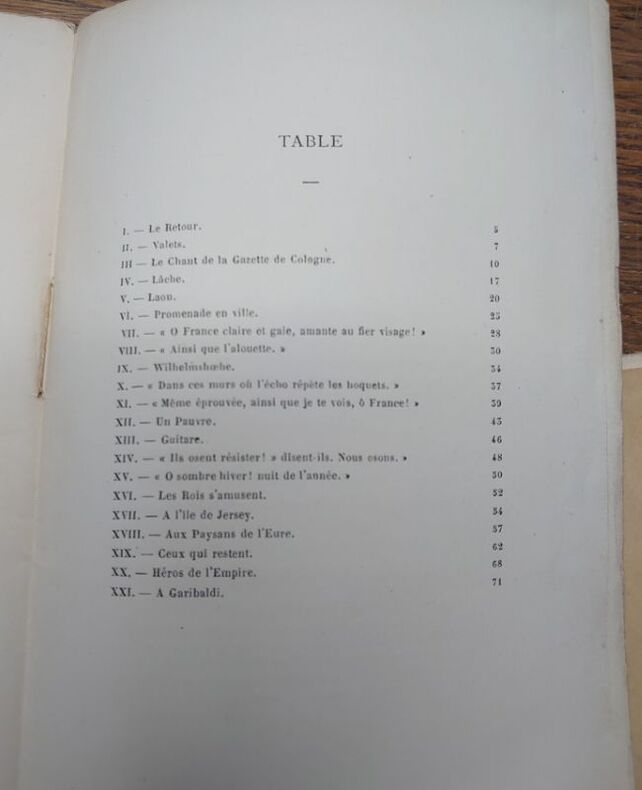 TABLE
I. — Le Retour. 5
II. — Valets. 7
III — Le Chant de la Gazette de Cologne. 10
IV. — Lâche. 17
V. — Laon. 20
VI. — Promenade en ville. 23
VII. — « O France claire et gaie, amante au fier visage! » 28
VIII. — « Ainsi que l'alouette. » 30
IX. — Wilhelmshœhe. 34
X. — « Dans ces murs où l'écho répète les hoquets. » 37
XI. — « Même éprouvée, ainsi que je te vois, ô France! » 39
XII. — Un Pauvre. 43
XIII. — Guitare. 46
XIV. — « Ils osent résister! » disent-ils. Nous osons. » 48
XV. — « O sombre hiver! nuit de l'année. » 50
XVI. — Les Rois s'amusent. 52
XVII. — A l'Ile de Jersey. 54
XVIII. — Aux Paysans de l'Eure. 57
XIX. — Ceux qui restent. 62
XX. — Héros de l'Empire. 68
XXI. — A Garibaldi. 71